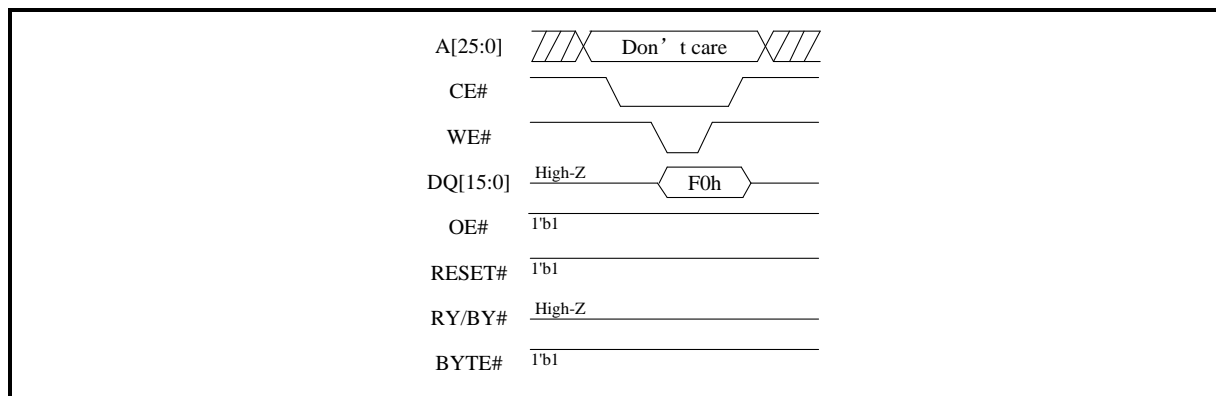 A[25:0] Don’t care
CE#
WE#
DQ[15:0] High-Z F0h
OE# 1'b1
RESET# 1'b1
RY/BY# High-Z
BYTE# 1'b1